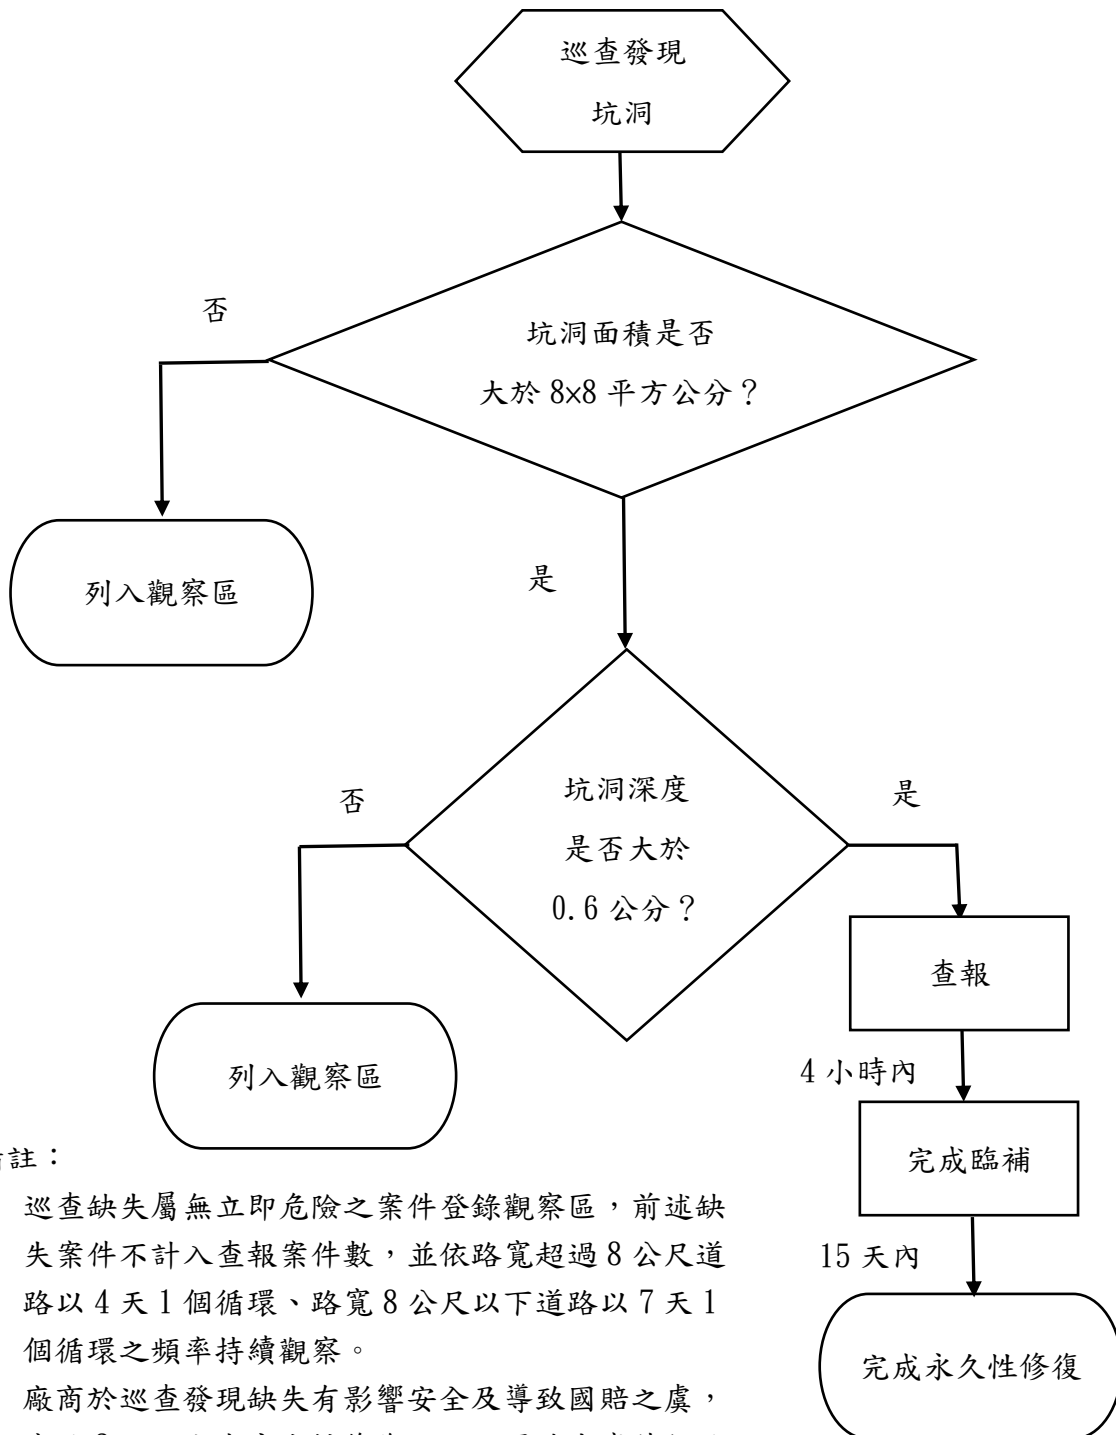 巡查發現
坑洞
否
坑洞面積是否
大於 8×8 平方公分？
列入觀察區
是
否
坑洞深度
是否大於
0.6 公分？
是
查報
列入觀察區
4 小時內
完成臨補
註：
巡查缺失屬無立即危險之案件登錄觀察區，前述缺
失案件不計入查報案件數，並依路寬超過 8 公尺道
路以 4 天 1 個循環、路寬 8 公尺以下道路以 7 天 1
個循環之頻率持續觀察。
15 天內
完成永久性修復
廠商於巡查發現缺失有影響安全及導致國賠之虞，